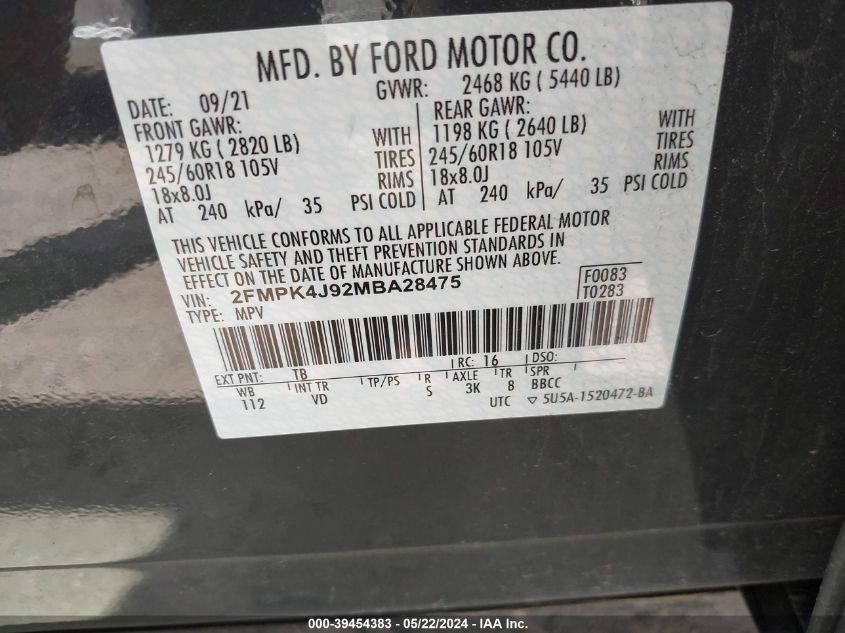 MFD. BY FORD MOTOR CO.
DATE: 09/21 GVWR: 2468 KG ( 5440 LB)
FRONT GAWR: REAR GAWR:
1279 KG ( 2820 LB) WITH 1198 KG ( 2640 LB) WITH
245/60R18 105V TIRES 245/60R18 105V TIRES
18x8.0J RIMS 18x8.0J RIMS
AT 240 kPa/ 35 PSI COLD AT 240 kPa/ 35 PSI COLD
THIS VEHICLE CONFORMS TO ALL APPLICABLE FEDERAL MOTOR
VEHICLE SAFETY AND THEFT PREVENTION STANDARDS IN
EFFECT ON THE DATE OF MANUFACTURE SHOWN ABOVE.
VIN: 2FMPK4J92MBA28475 F0083
TYPE: MPV T0283
EXT PNT: TB RC: 16 DSO:
WB INT TR TP/PS R AXLE TR SPR
112 VD S 3K 8 BBCC
UTC ▽ 5U5A-1520472-BA
000-39454383 - 05/22/2024 - IAA Inc.